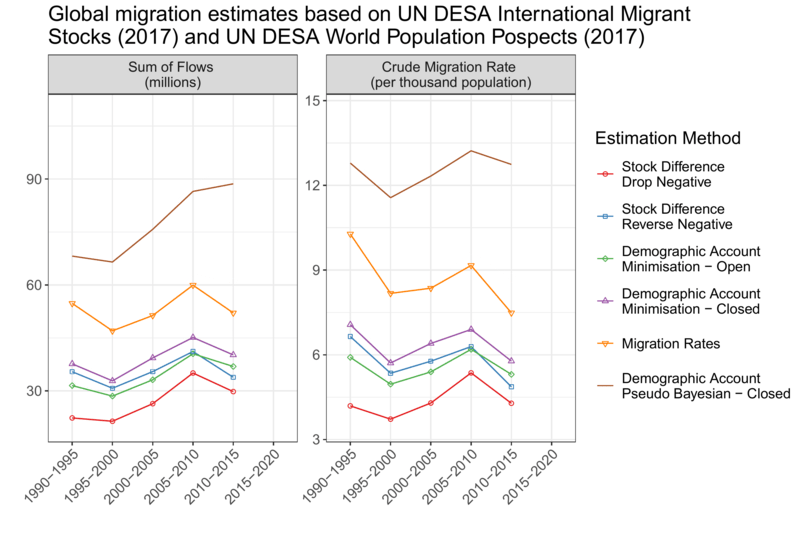 Global migration estimates based on UN DESA International Migrant
Stocks (2017) and UN DESA World Population Pospects (2017)
Sum of Flows
(millions)
Crude Migration Rate
(per thousand population)
90
60
30
15
12
9
6
3
1990−1995
1995−2000
2000−2005
2005−2010
2010−2015
2015−2020
1990−1995
1995−2000
2000−2005
2005−2010
2010−2015
2015−2020
Estimation Method
Stock Difference
Drop Negative
Stock Difference
Reverse Negative
Demographic Account
Minimisation − Open
Demographic Account
Minimisation − Closed
Migration Rates
Demographic Account
Pseudo Bayesian − Closed